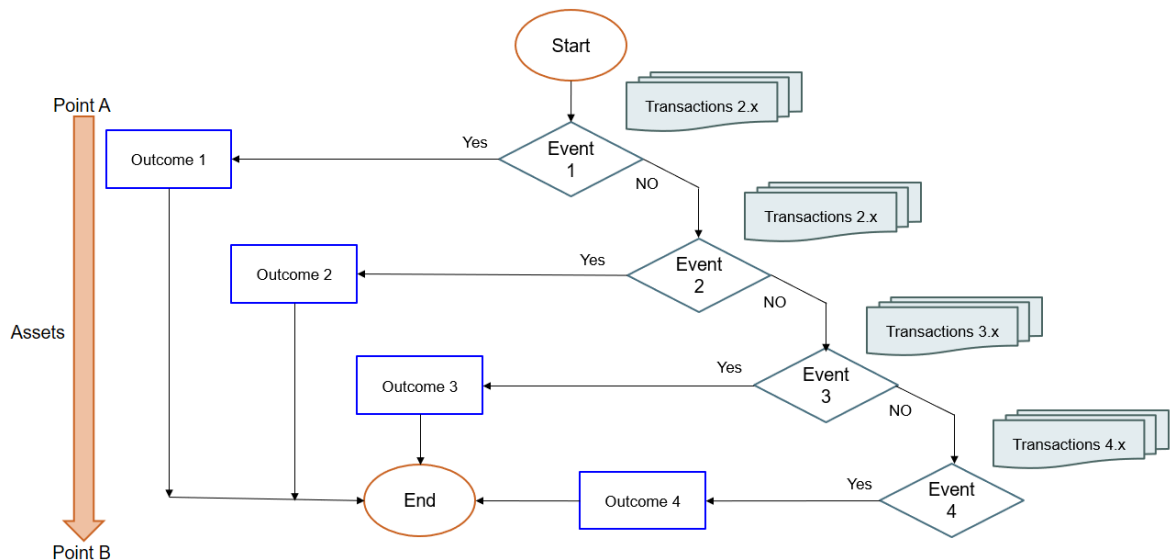 Start
Transactions 2.x
Point A
Yes
Event
1
Outcome 1
NO
Transactions 2.x
Yes
Event
2
Outcome 2
NO
Transactions 3.x
Assets
Yes
Event
3
Outcome 3
NO
Transactions 4.x
Yes
Event
4
End
Outcome 4
Point B